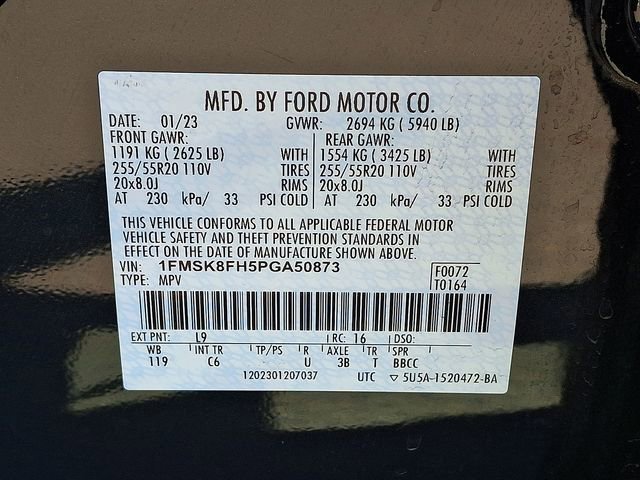 MFD. BY FORD MOTOR CO.
DATE: 01/23 GVWR: 2694 KG ( 5940 LB)
FRONT GAWR: REAR GAWR:
1191 KG ( 2625 LB) WITH 1554 KG ( 3425 LB) WITH
255/55R20 110V TIRES 255/55R20 110V TIRES
20x8.0J RIMS 20x8.0J RIMS
AT 230 kPa/ 33 PSI COLD AT 230 kPa/ 33 PSI COLD
THIS VEHICLE CONFORMS TO ALL APPLICABLE FEDERAL MOTOR
VEHICLE SAFETY AND THEFT PREVENTION STANDARDS IN
EFFECT ON THE DATE OF MANUFACTURE SHOWN ABOVE.
VIN: 1FMSK8FH5PGA50873 F0072
TYPE: MPV T0164
EXT PNT: L9 RC: 16 DSO:
WB INT TR TP/PS R AXLE TR SPR
119 C6 U 3B T BBCC
1202301207037 UTC ▽ 5U5A-1520472-BA